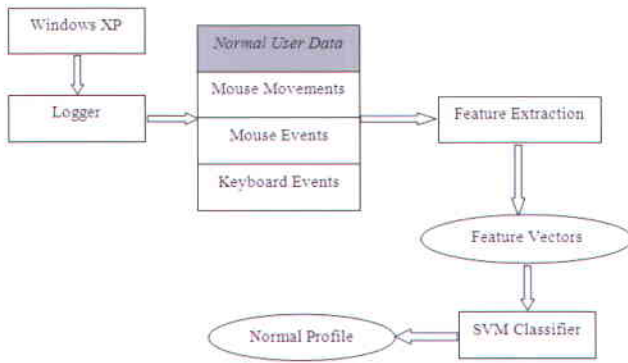 Windows XP
Logger
Normal User Data
Mouse Movements
Mouse Events
Keyboard Events
Feature Extraction
Feature Vectors
SVM Classifier
Normal Profile